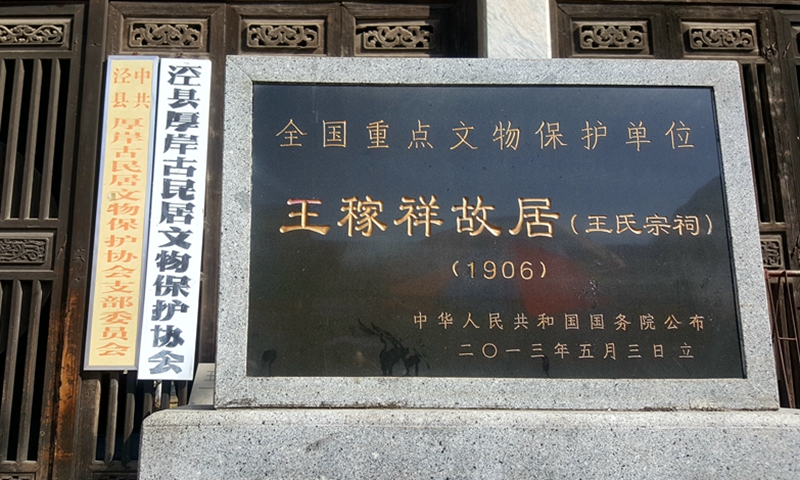 全国重点文物保护单位
王稼祥故居(王氏宗祠)
(1906)
中华人民共和国国务院公布
二〇一三年五月三日立
泾县厚岸古民居文物保护协会
中共
泾县
厚岸古民居文物保护协会支部委员会